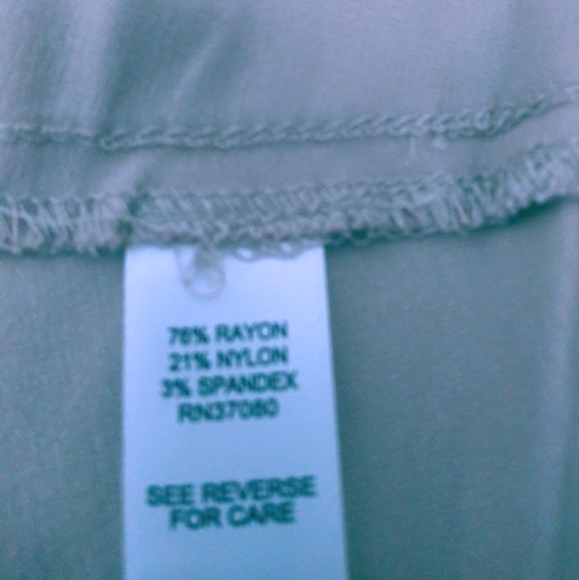 76% RAYON
21% NYLON
3% SPANDEX
RN37080
SEE REVERSE
FOR CARE